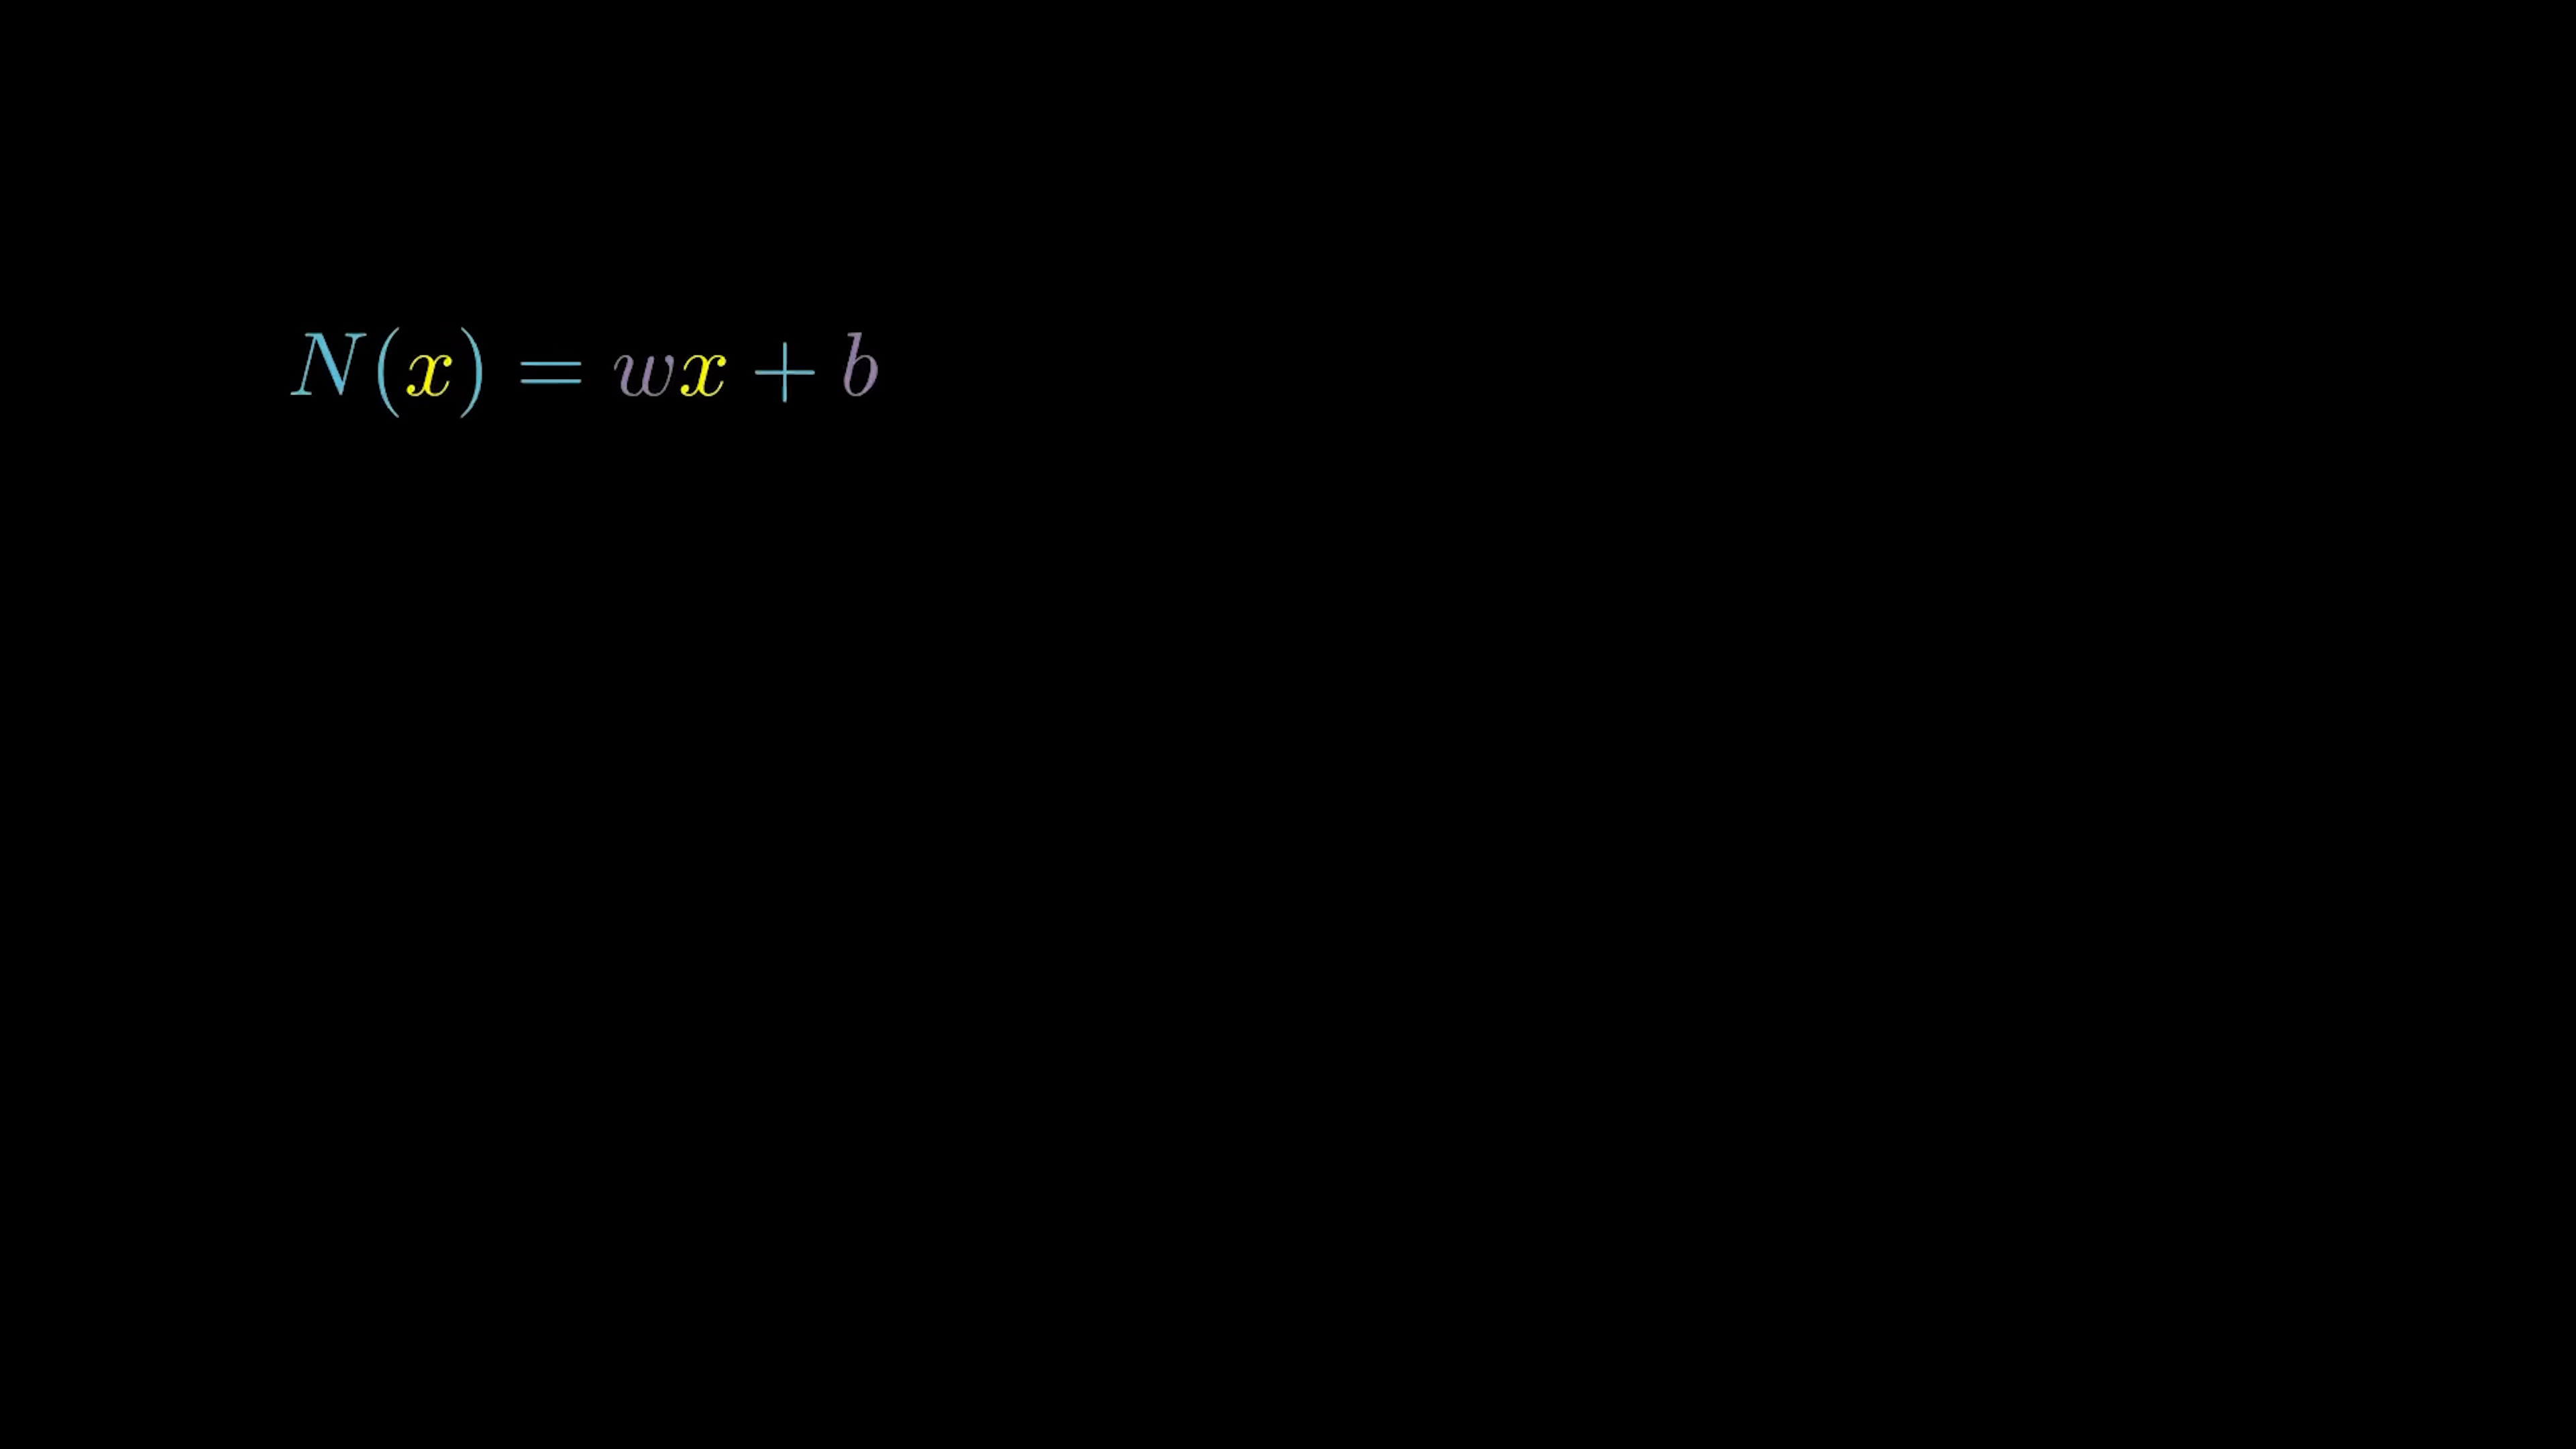 N(x) = wx + b